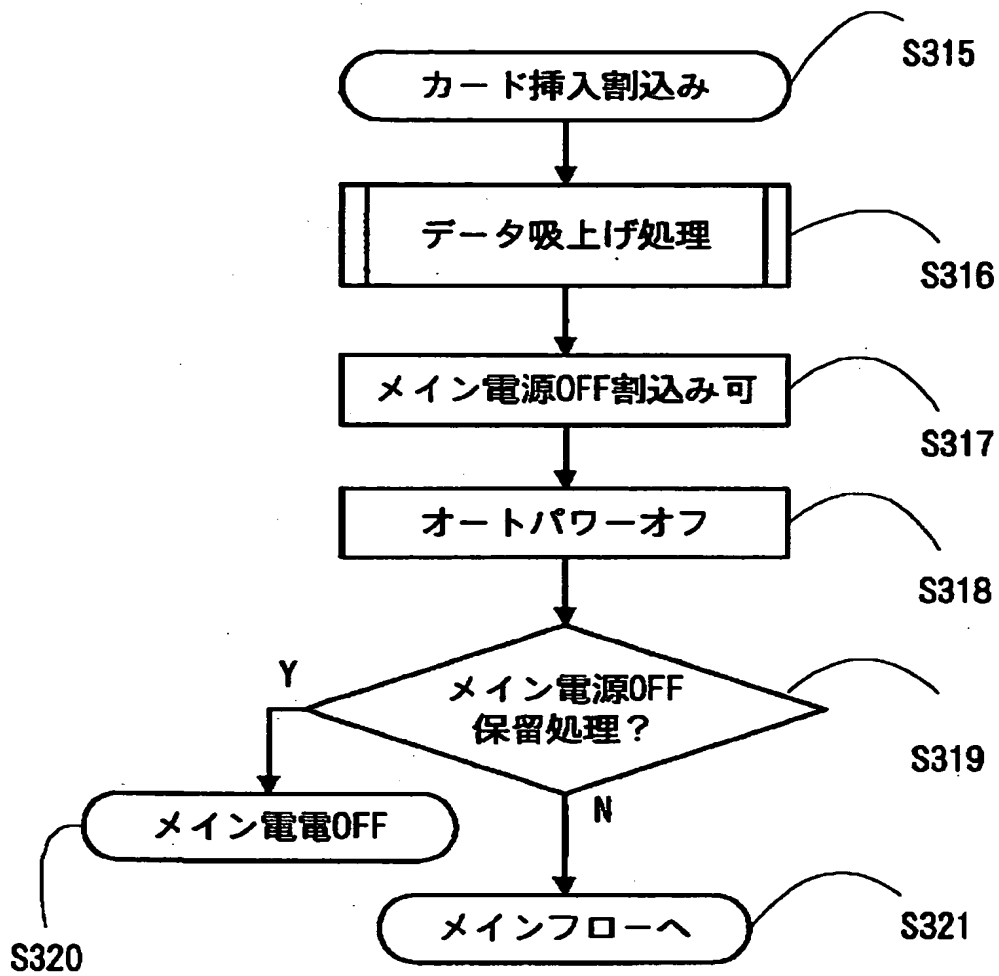 S315
カード挿入割込み
データ吸上げ処理
S316
メイン電源OFF割込み可
S317
オートパワーオフ
S318
Y
メイン電源OFF
保留処理?
S319
N
メイン電電OFF
S320
メインフローへ
S321